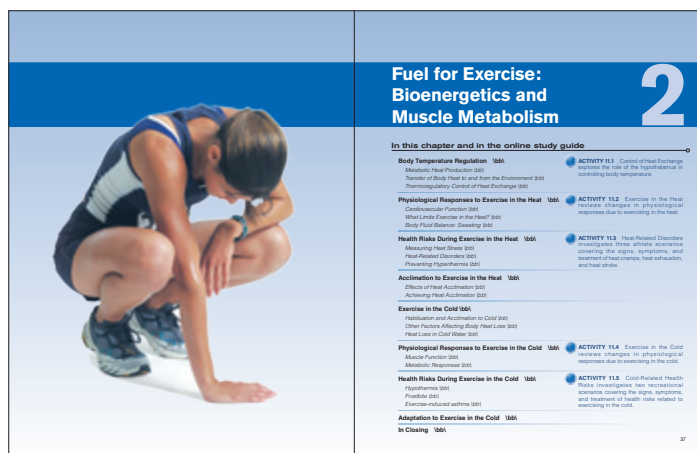 Fuel for Exercise:
Bioenergetics and
Muscle Metabolism
2
In this chapter and in the online study guide
Body Temperature Regulation \bb\
Metabolic Heat Production \bb\
Transfer of Body Heat to and from the Environment \bb\
Thermoregulatory Control of Heat Exchange \bb\
ACTIVITY 11.1 Control of Heat Exchange
explores the role of the hypothalamus in
controlling body temperature.
Physiological Responses to Exercise in the Heat \bb\
Cardiovascular Function \bb\
What Limits Exercise in the Heat? \bb\
Body Fluid Balance: Sweating \bb\
ACTIVITY 11.2 Exercise in the Heat
reviews changes in physiological
responses due to exercising in the heat.
Health Risks During Exercise in the Heat \bb\
Measuring Heat Stress \bb\
Heat-Related Disorders \bb\
Preventing Hyperthermia \bb\
ACTIVITY 11.3 Heat-Related Disorders
investigates three athlete scenarios
covering the signs, symptoms, and
treatment of heat cramps, heat exhaustion,
and heat stroke.
Acclimation to Exercise in the Heat \bb\
Effects of Heat Acclimation \bb\
Achieving Heat Acclimation \bb\
Exercise in the Cold \bb\
Habituation and Acclimation to Cold \bb\
Other Factors Affecting Body Heat Loss \bb\
Heat Loss in Cold Water \bb\
Physiological Responses to Exercise in the Cold \bb\
Muscle Function \bb\
Metabolic Responses \bb\
ACTIVITY 11.4 Exercise in the Cold
reviews changes in physiological
responses due to exercising in the cold.
Health Risks During Exercise in the Cold \bb\
Hypothermia \bb\
Frostbite \bb\
Exercise-induced asthma \bb\
ACTIVITY 11.5 Cold-Related Health
Risks investigates two recreational
scenarios covering the signs, symptoms,
and treatment of health risks related to
exercising in the cold.
Adaptation to Exercise in the Cold \bb\
In Closing \bb\
37